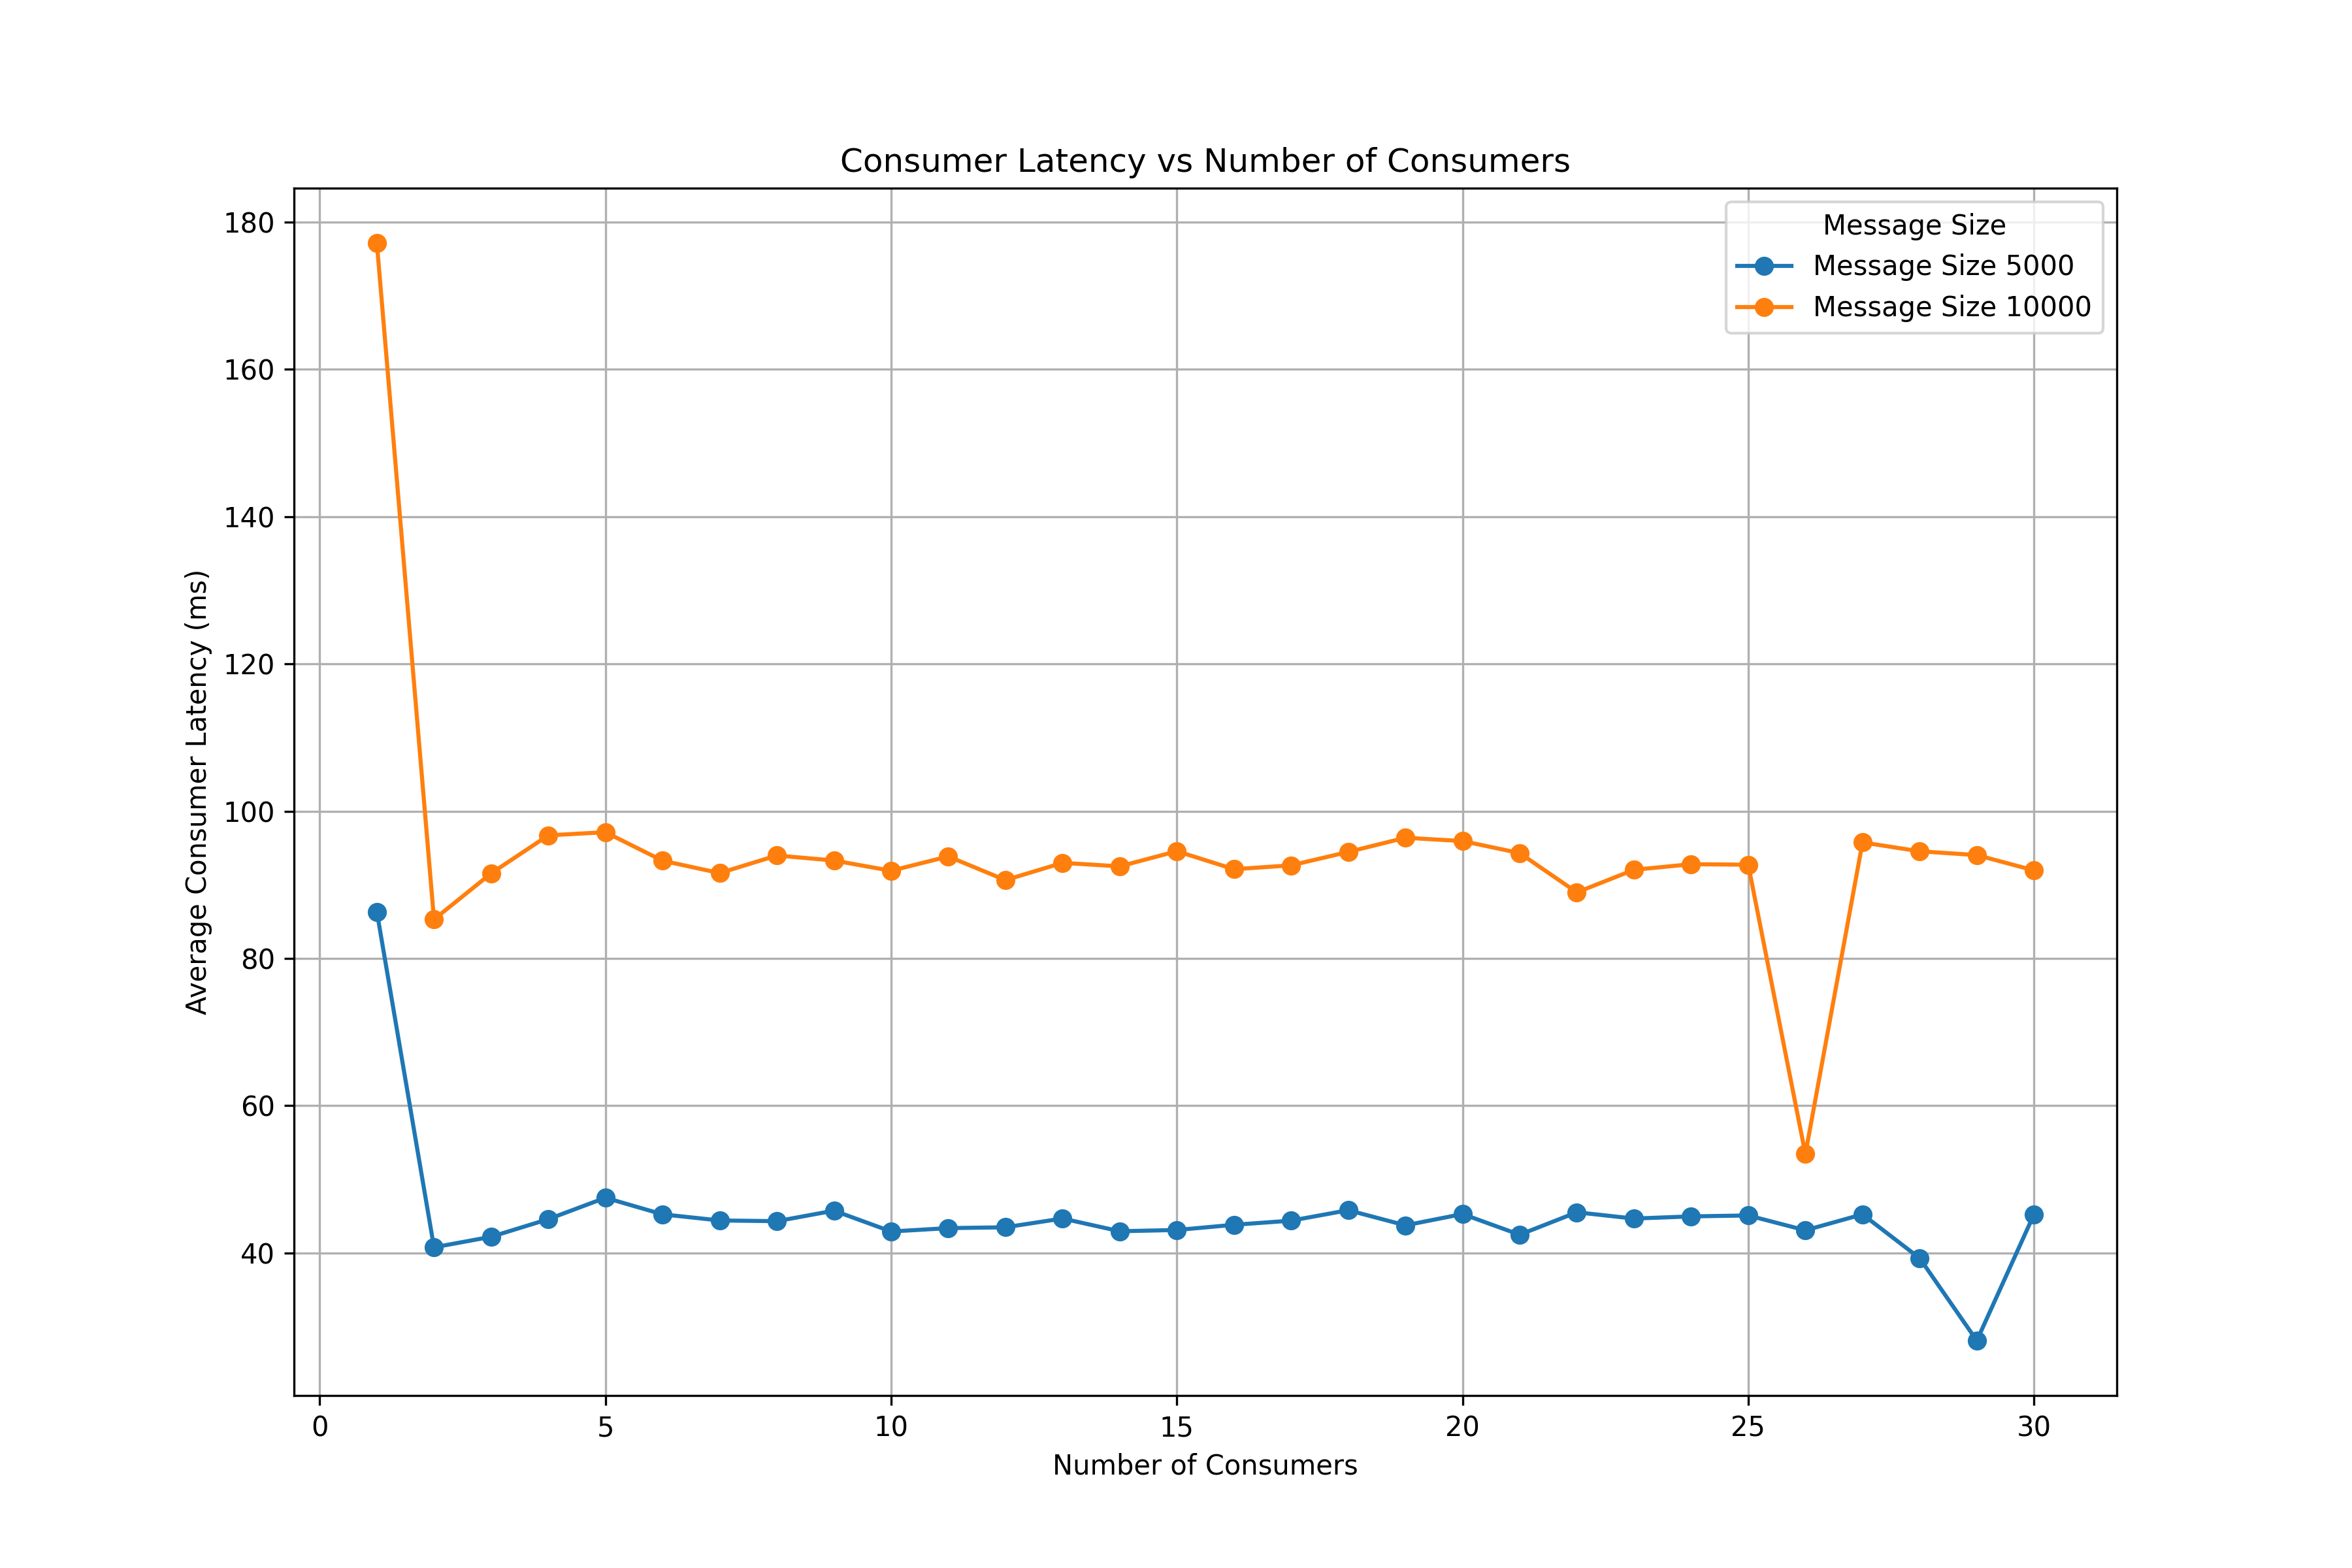 Consumer Latency vs Number of Consumers
Message Size
Message Size 5000
Message Size 10000
Average Consumer Latency (ms)
180
160
140
120
100
80
60
40
0 5 10 15 20 25 30
Number of Consumers